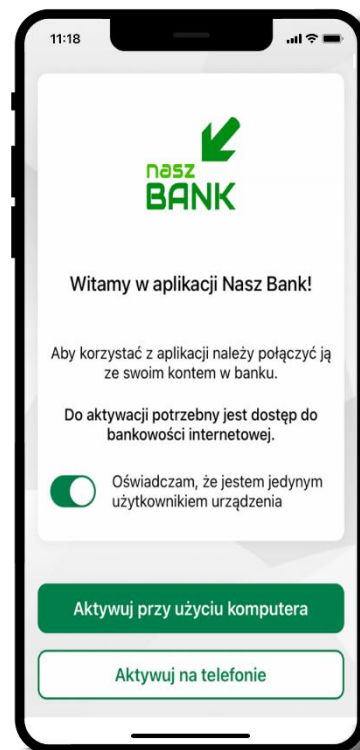 11:18
nasz
BANK
Witamy w aplikacji Nasz Bank!
Aby korzystać z aplikacji należy połączyć ją
ze swoim kontem w banku.
Do aktywacji potrzebny jest dostęp do
bankowości internetowej.
Oświadczam, że jestem jedynym
użytkownikiem urządzenia
Aktywuj przy użyciu komputera
Aktywuj na telefonie